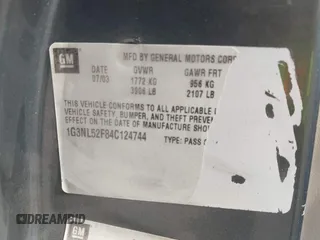 GM
MFD BY GENERAL MOTORS CORP
DATE GVWR GAWR FRT
07/03 1772 KG 956 KG
3906 LB 2107 LB
THIS VEHICLE CONFORMS TO ALL APPLICABLE
VEHICLE SAFETY, BUMPER, AND THEFT PREV
EFFECT ON THE DATE OF MANUFACTURE SHO
1G3NL52F84C124744 TYPE: PASS
GM
DREAMBID